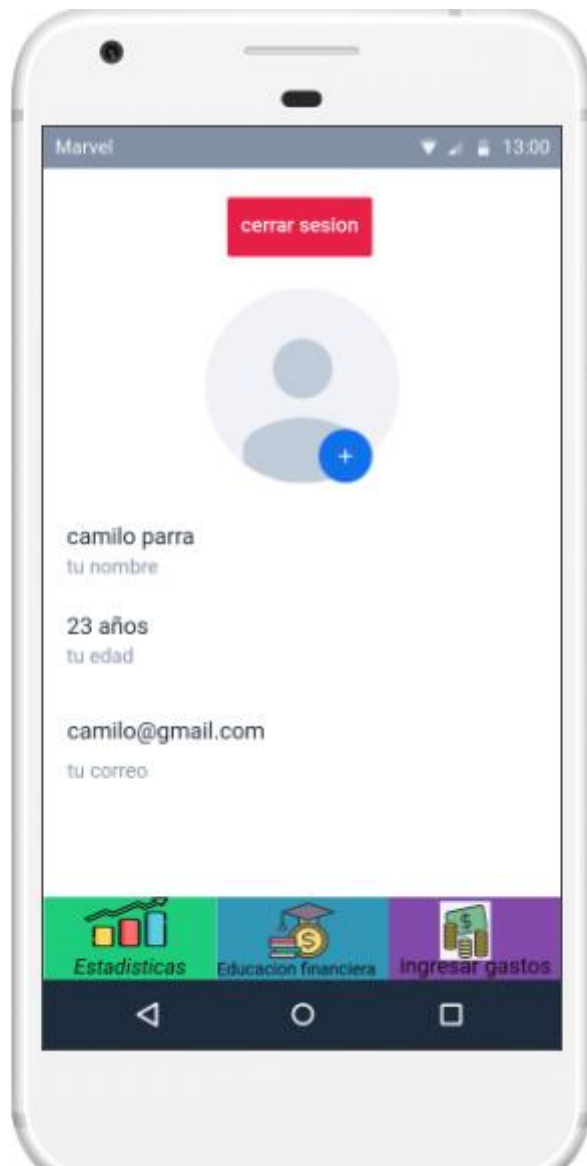 Marvel 13:00
cerrar sesion
+
camilo parra
tu nombre
23 años
tu edad
camilo@gmail.com
tu correo
$ $
Estadisticas Educacion financiera ingresar gastos